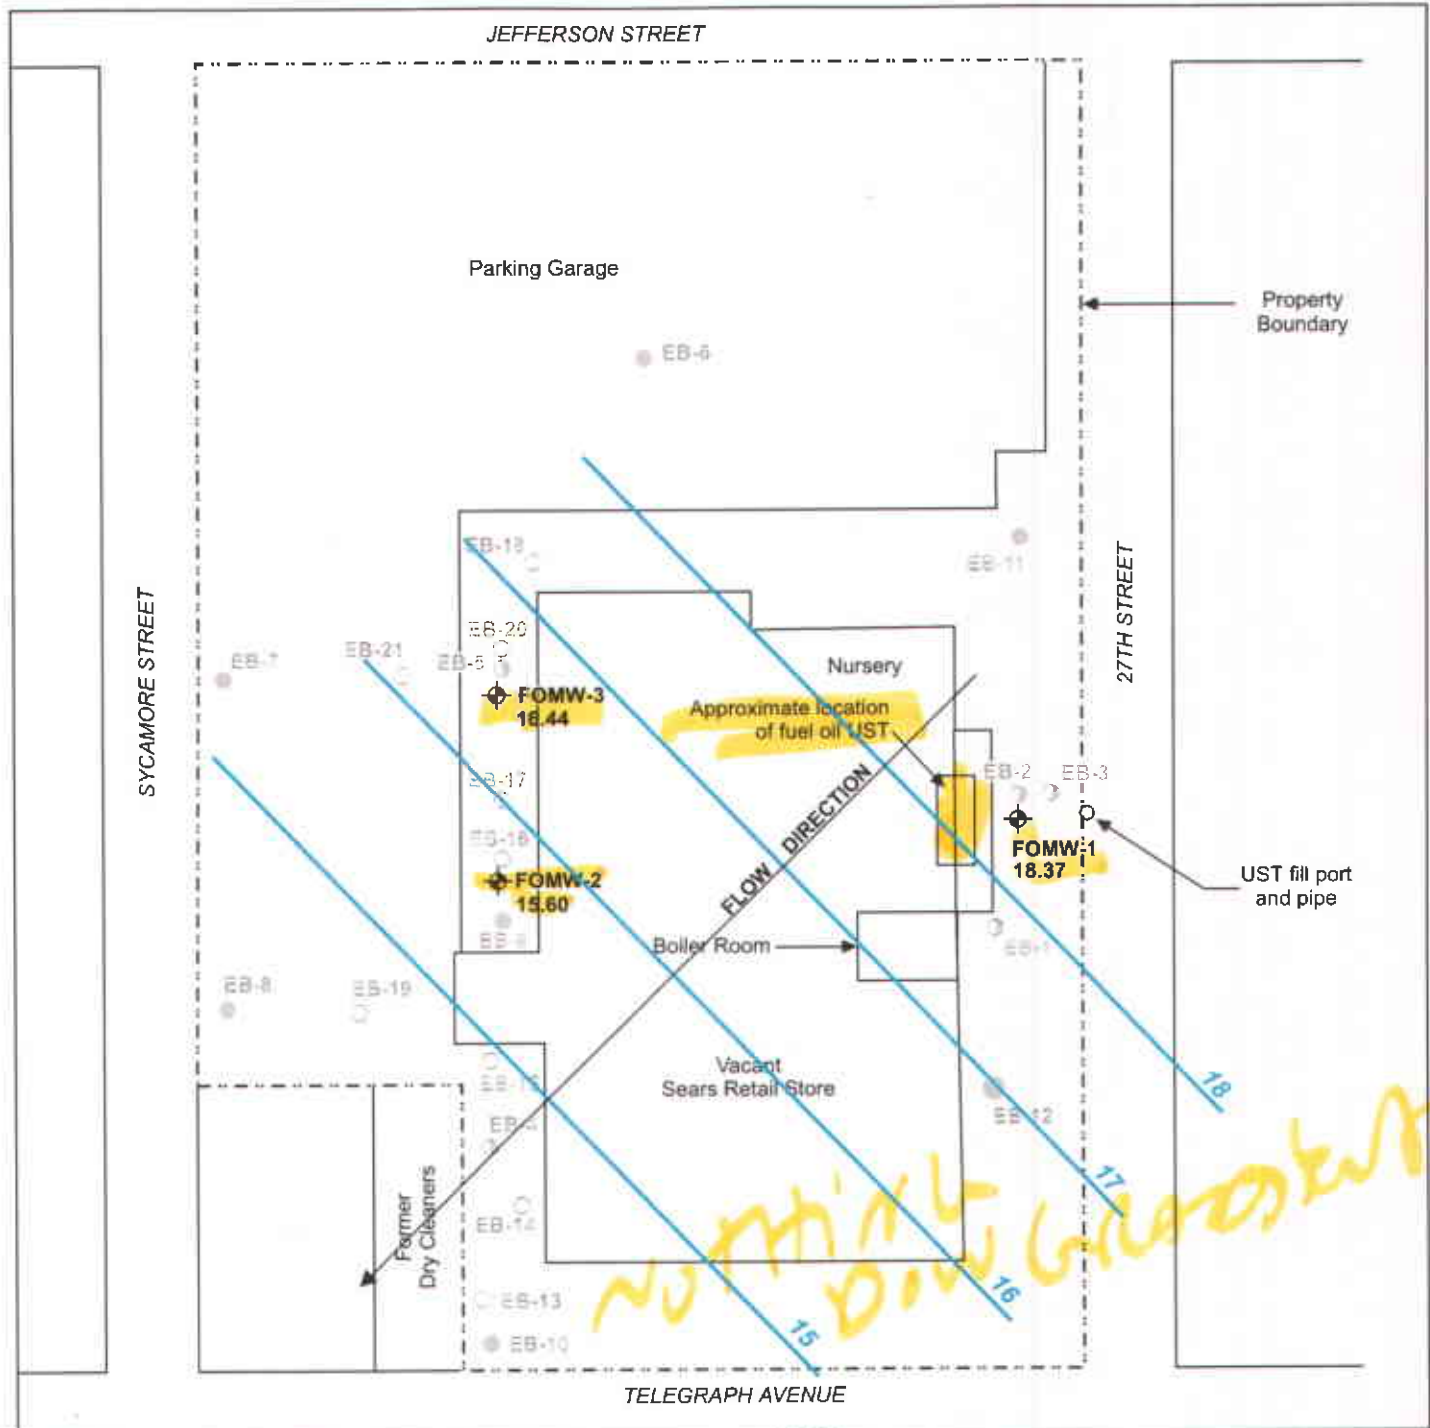 JEFFERSON STREET
Parking Garage
Property
Boundary
EB-6
SYCAMORE STREET
27TH STREET
EB-18
EB-11
EB-20
EB-7
EB-21
EB-5
Nursery
FOMW-3
16.44
Approximate location
of fuel oil UST
EB-17
EB-2
EB-3
FLOW DIRECTION
EB-16
FOMW-1
18.37
FOMW-2
15.60
UST fill port
and pipe
Boiler Room
EB-1
EB-8
EB-19
Vacant
Sears Retail Store
EB-15
EB-12
18
17
Former
Dry Cleaners
EB-14
Nothing
16
EB-13
15
EB-10
TELEGRAPH AVENUE